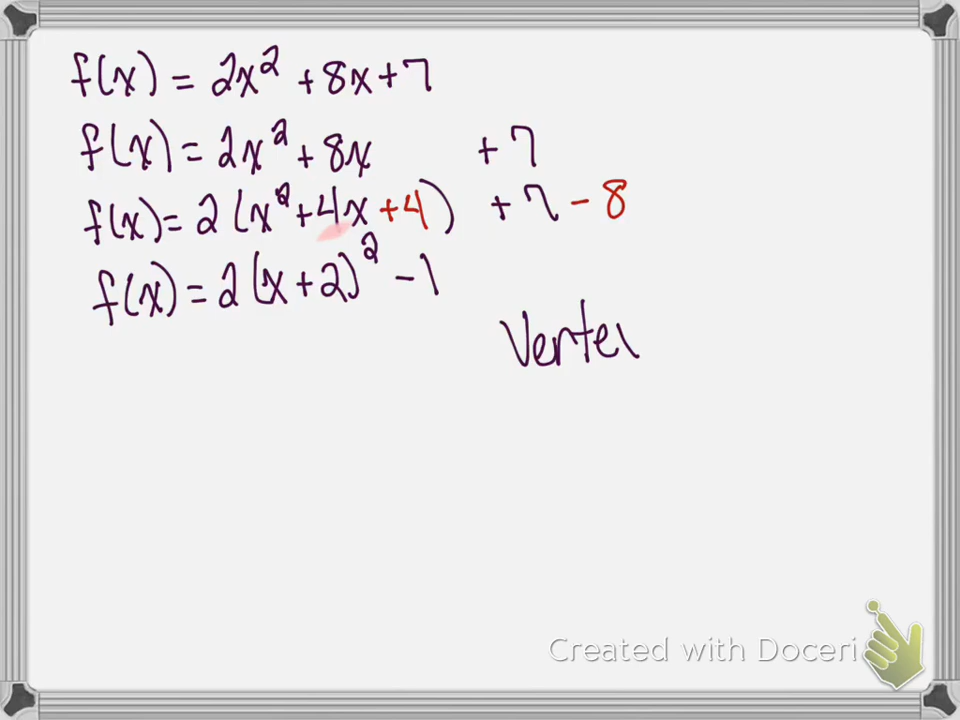 f(x) = 2x² + 8x + 7
f(x) = 2x² + 8x + 7
f(x) = 2(x² + 4x + 4) + 7 - 8
f(x) = 2(x + 2)² - 1
Verte
Created with Doceri